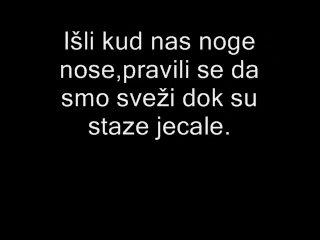 Išli kud nas noge
nose,pravili se da
smo sveži dok su
staze jecale.